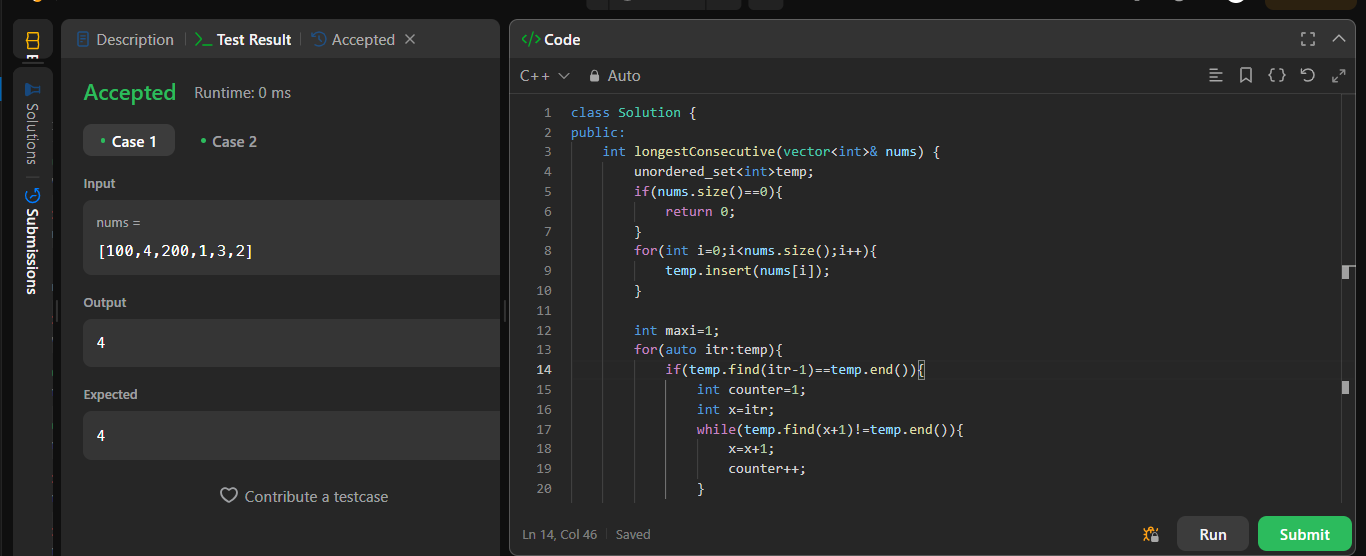 Description
Test Result
Accepted
Accepted Runtime: 0 ms
Case 1
Case 2
Input
nums =
[100,4,200,1,3,2]
Output
4
Expected
4
Contribute a testcase
Solutions
Submissions
</> Code
C++
Auto
1 class Solution {
2 public:
3 int longestConsecutive(vector<int>& nums) {
4 unordered_set<int>temp;
5 if(nums.size()==0){
6 return 0;
7 }
8 for(int i=0;i<nums.size();i++){
9 temp.insert(nums[i]);
10 }
11
12 int maxi=1;
13 for(auto itr:temp){
14 if(temp.find(itr-1)==temp.end()){
15 int counter=1;
16 int x=itr;
17 while(temp.find(x+1)!=temp.end()){
18 x=x+1;
19 counter++;
20 }
Ln 14, Col 46
Saved
Run
Submit